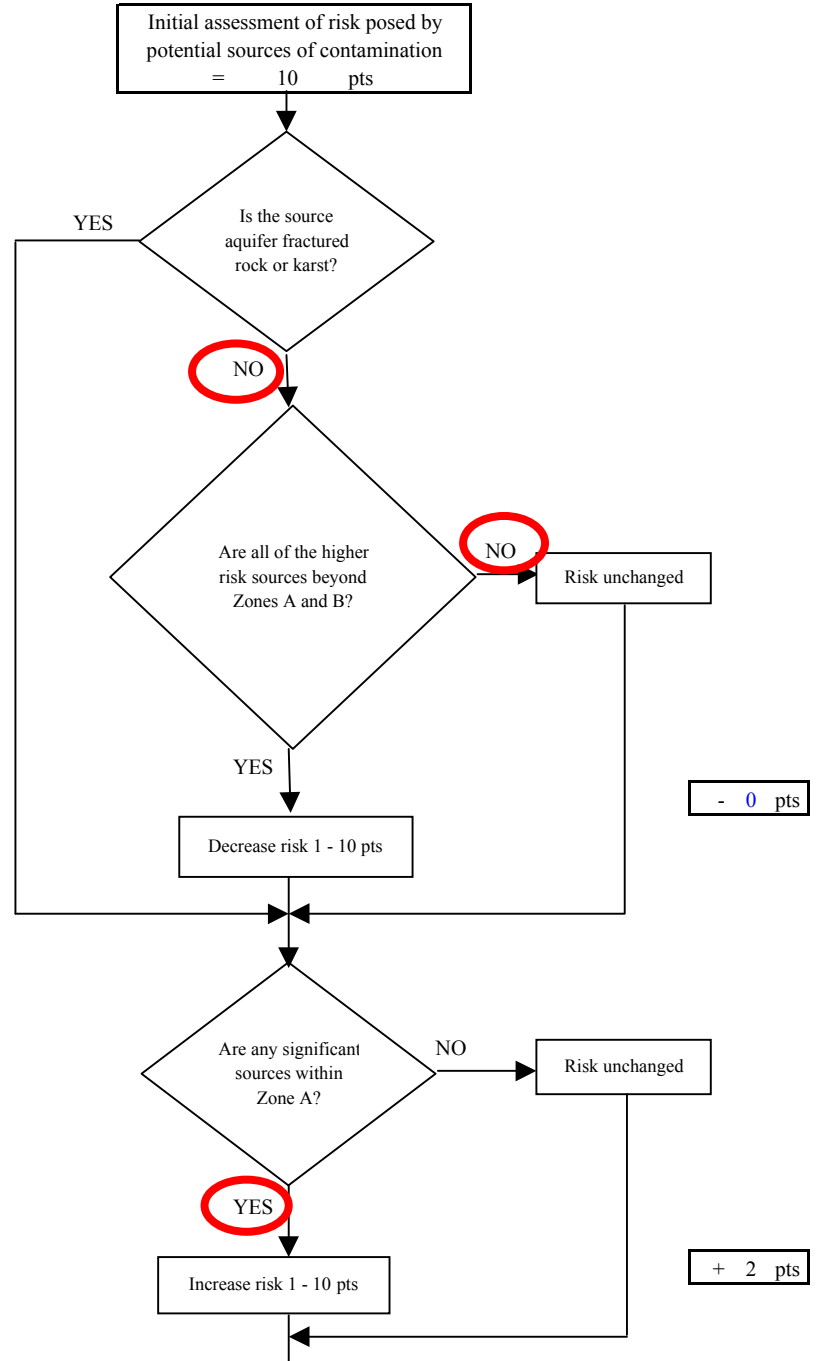 Initial assessment of risk posed by
potential sources of contamination
= 10 pts
YES
Is the source
aquifer fractured
rock or karst?
NO
Are all of the higher
risk sources beyond
Zones A and B?
NO
Risk unchanged
YES
- 0 pts
Decrease risk 1 - 10 pts
Are any significant
sources within
Zone A?
NO
Risk unchanged
YES
+ 2 pts
Increase risk 1 - 10 pts